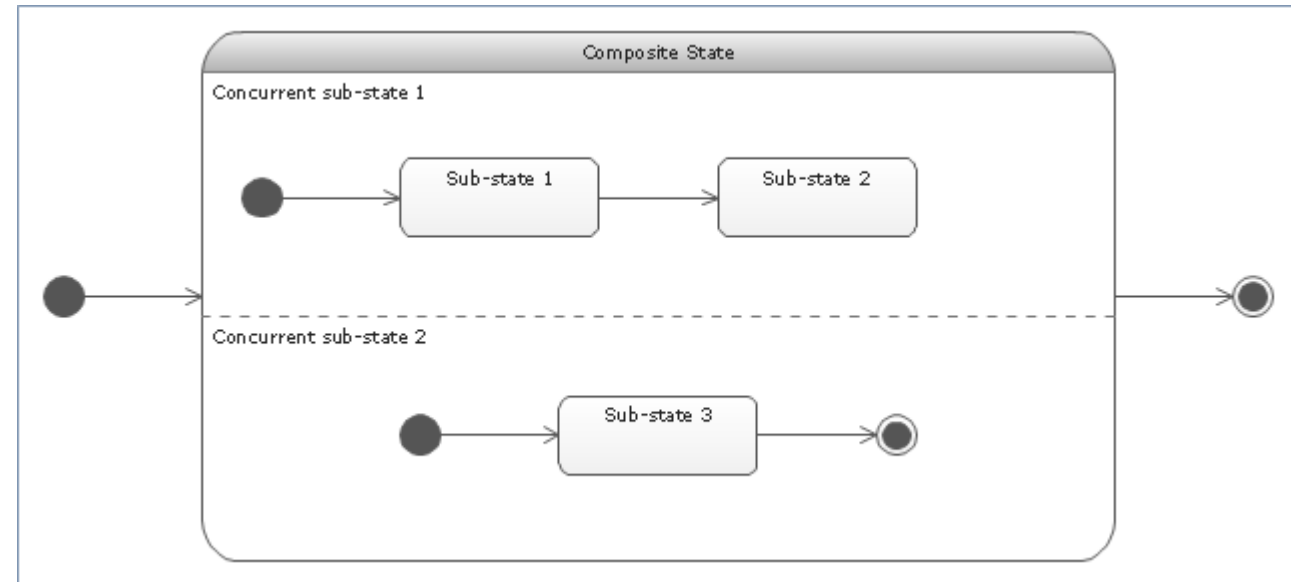 Composite State
Concurrent sub-state 1
Sub-state 1
Sub-state 2
Concurrent sub-state 2
Sub-state 3